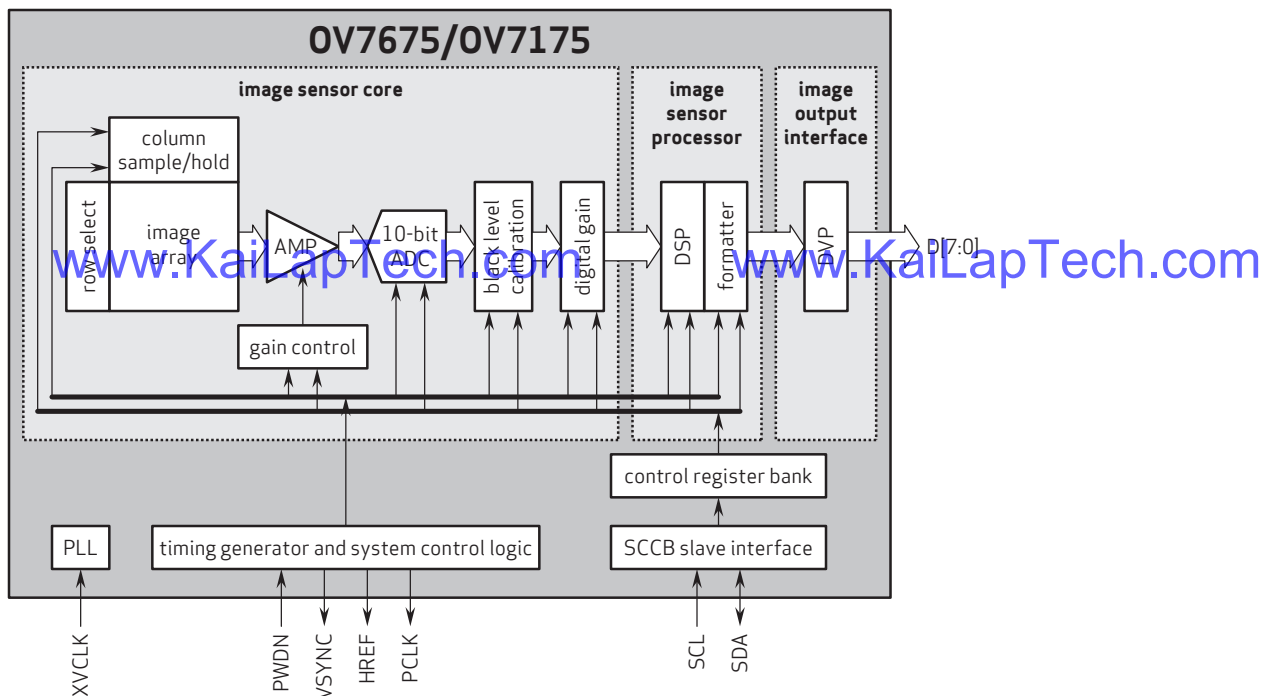 OV7675/OV7175
image sensor core
image
sensor
processor
image
output
interface
column
sample/hold
row select
image
array
AMP
10-bit
ADC
black level
calibration
digital gain
DSP
formatter
DVP
D[7:0]
www.KaiLapTech.com
www.KaiLapTech.com
gain control
control register bank
PLL
timing generator and system control logic
SCCB slave interface
XVCLK
PWDN
VSYNC
HREF
PCLK
SCL
SDA